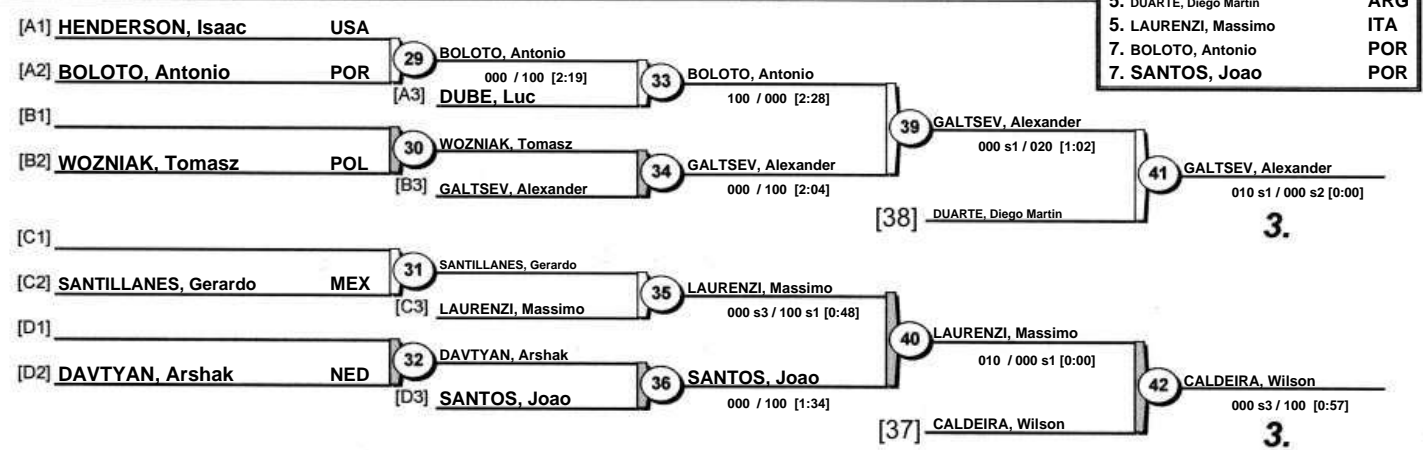 5. DUARTE, Diego Martin ARG
5. LAURENZI, Massimo ITA
7. BOLOTO, Antonio POR
7. SANTOS, Joao POR
[A1] HENDERSON, Isaac USA
[A2] BOLOTO, Antonio POR
29
BOLOTO, Antonio
000 / 100 [2:19]
[A3] DUBE, Luc
33
BOLOTO, Antonio
100 / 000 [2:28]
[B1]
[B2] WOZNIAK, Tomasz POL
30
WOZNIAK, Tomasz
[B3] GALTSEV, Alexander
34
GALTSEV, Alexander
000 / 100 [2:04]
39
GALTSEV, Alexander
000 s1 / 020 [1:02]
[38] DUARTE, Diego Martin
41
GALTSEV, Alexander
010 s1 / 000 s2 [0:00]
3.
[C1]
[C2] SANTILLANES, Gerardo MEX
31
SANTILLANES, Gerardo
[C3] LAURENZI, Massimo
35
LAURENZI, Massimo
000 s3 / 100 s1 [0:48]
[D1]
[D2] DAVTYAN, Arshak NED
32
DAVTYAN, Arshak
[D3] SANTOS, Joao
36
SANTOS, Joao
000 / 100 [1:34]
40
LAURENZI, Massimo
010 / 000 s1 [0:00]
[37] CALDEIRA, Wilson
42
CALDEIRA, Wilson
000 s3 / 100 [0:57]
3.